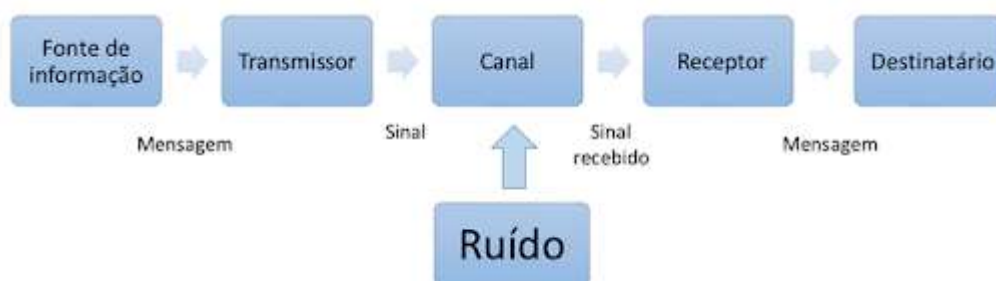 Fonte de
informação
Transmissor
Canal
Receptor
Destinatário
Mensagem
Sinal
Sinal
recebido
Mensagem
Ruído